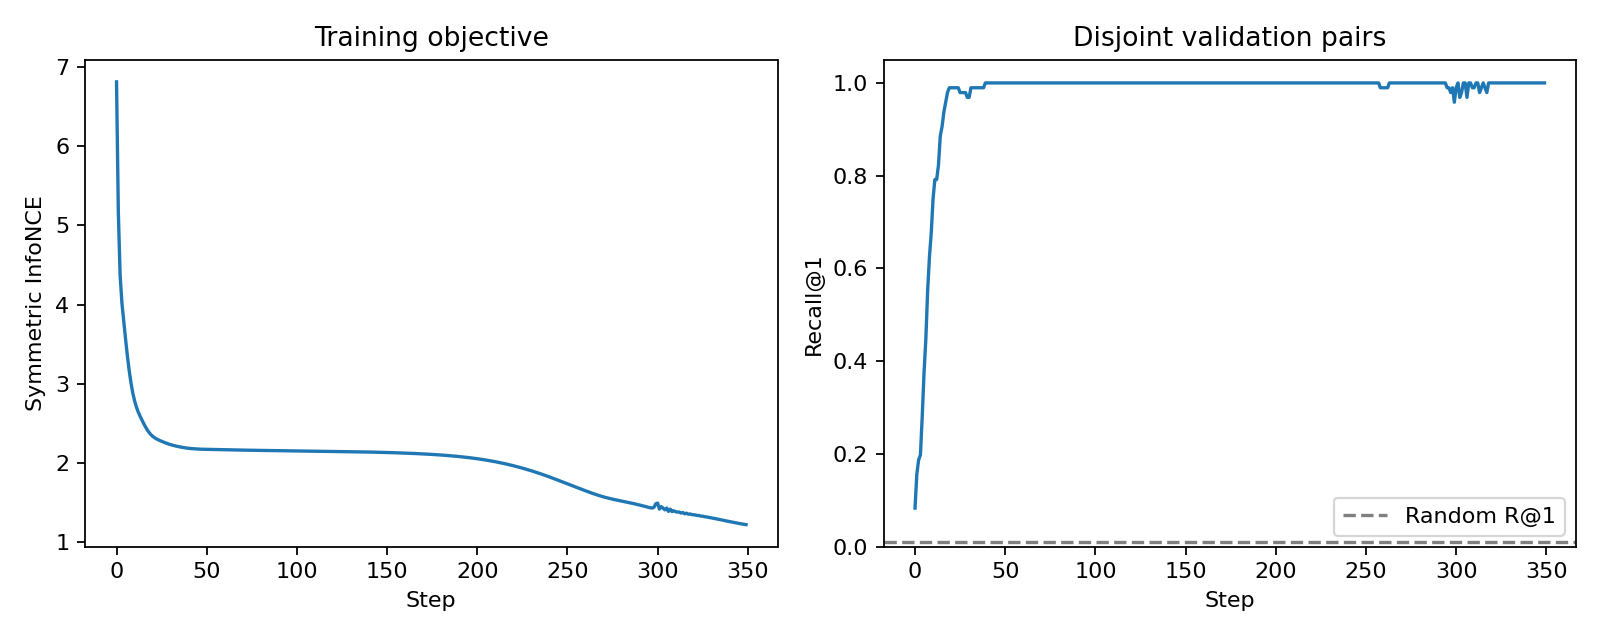 Training objective
Symmetric InfoNCE
7
6
5
4
3
2
1
0 50 100 150 200 250 300 350
Step
Disjoint validation pairs
Recall@1
1.0
0.8
0.6
0.4
0.2
0.0
Random R@1
0 50 100 150 200 250 300 350
Step